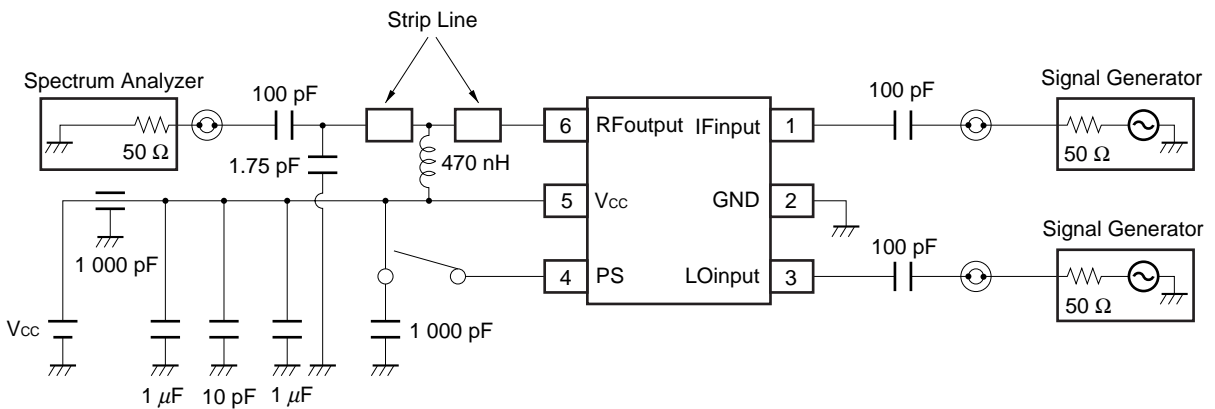 Strip Line
Spectrum Analyzer
Signal Generator
100 pF
100 pF
6 RFoutput IFinput 1
50 Ω
1.75 pF
470 nH
50 Ω
5 Vcc GND 2
Signal Generator
100 pF
1 000 pF
4 PS LOinput 3
50 Ω
Vcc
1 000 pF
1 μF 10 pF 1 μF